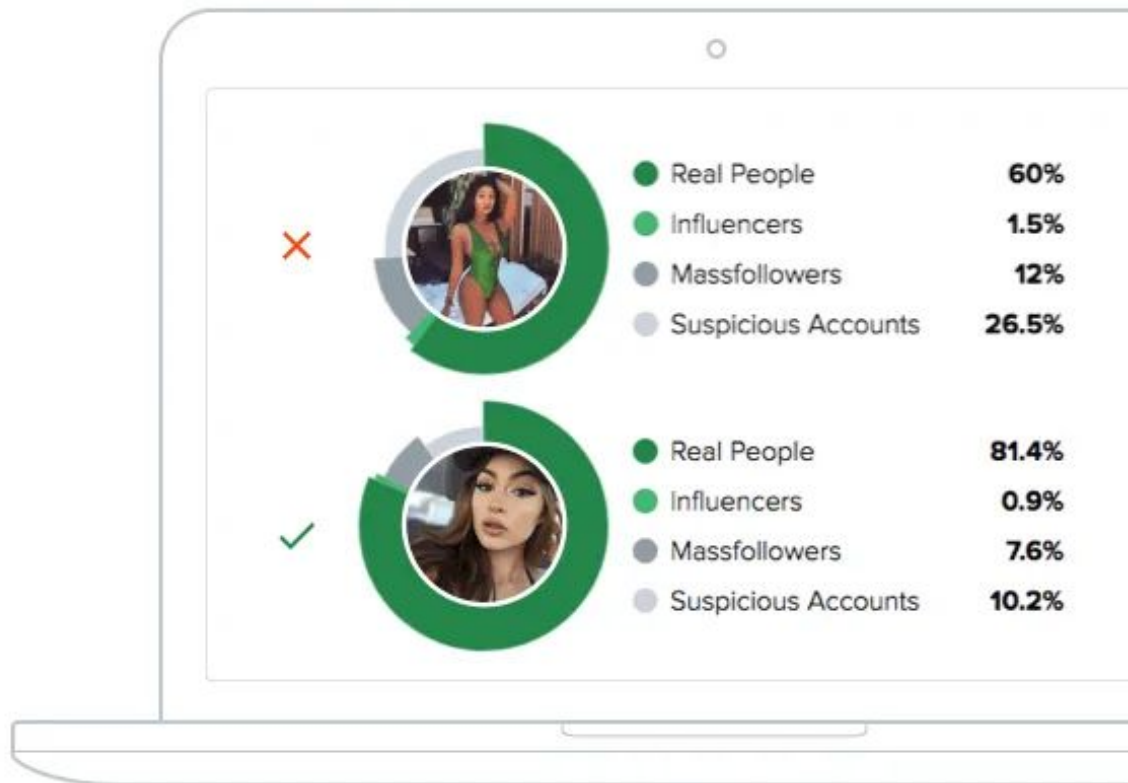 Real People 60%
Influencers 1.5%
Massfollowers 12%
Suspicious Accounts 26.5%
Real People 81.4%
Influencers 0.9%
Massfollowers 7.6%
Suspicious Accounts 10.2%